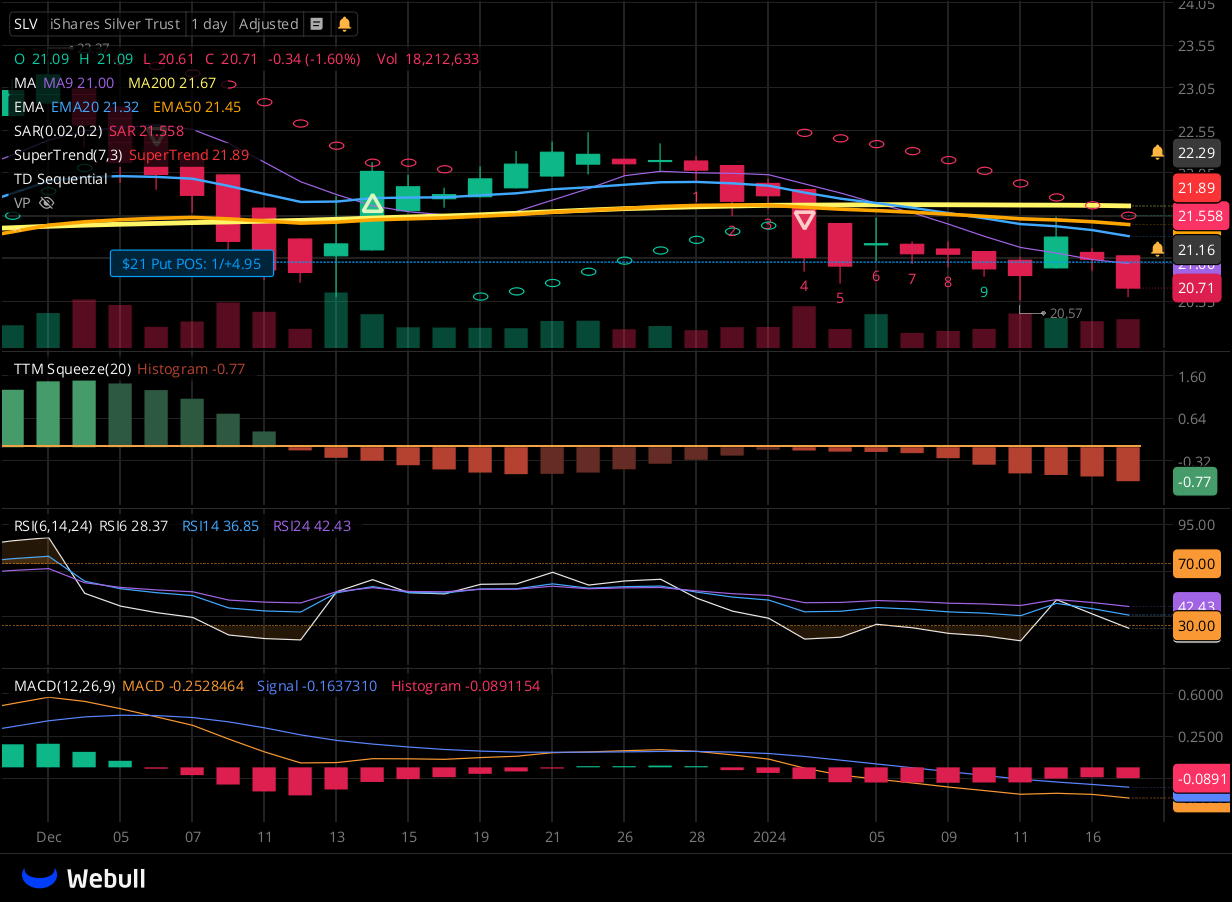 24.05
SLV iShares Silver Trust 1 day Adjusted
23.55
23.27
O 21.09 H 21.09 L 20.61 C 20.71 -0.34 (-1.60%) Vol 18,212,633
MA MA9 21.00 MA200 21.67
23.05
EMA EMA20 21.32 EMA50 21.45
SAR(0.02,0.2) SAR 21.558
22.55
SuperTrend(7,3) SuperTrend 21.89
22.29
TD Sequential
21.89
VP
1
21.558
2 3
21.16
$21 Put POS: 1/+4.95
6 7 8
4 5 9
20.71
20.55
20.57
TTM Squeeze(20) Histogram -0.77
1.60
0.64
-0.32
-0.77
RSI(6,14,24) RSI6 28.37 RSI14 36.85 RSI24 42.43
95.00
70.00
42.43
30.00
MACD(12,26,9) MACD -0.2528464 Signal -0.1637310 Histogram -0.0891154
0.6000
0.2500
-0.0891
Dec 05 07 11 13 15 19 21 26 28 2024 05 09 11 16
Webull